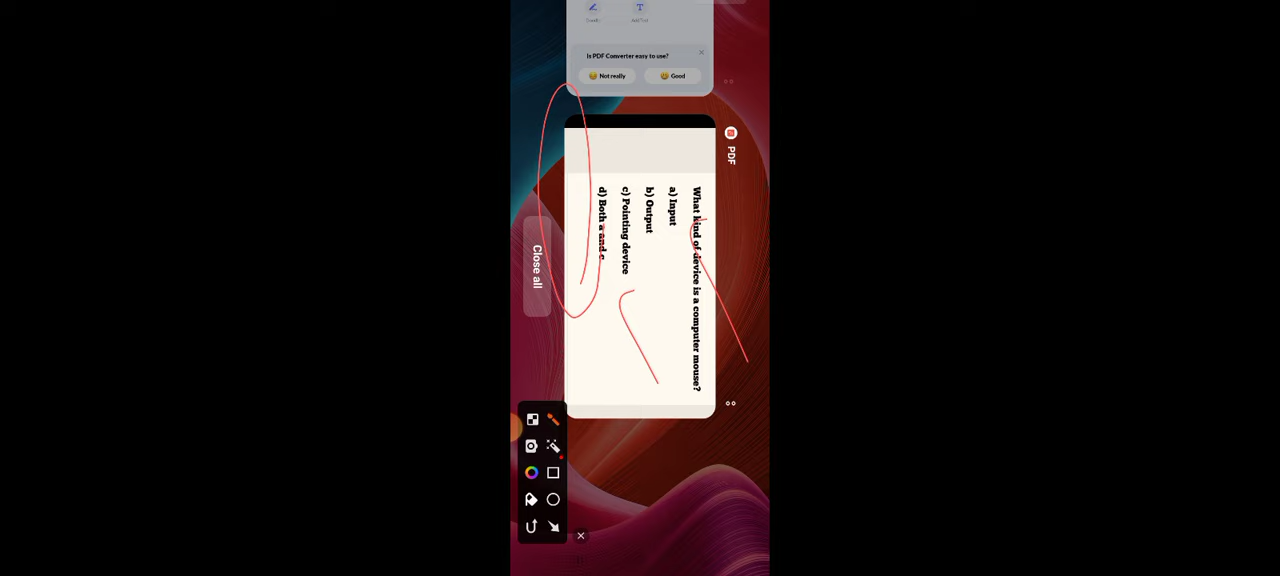 Is PDF Converter easy to use?
Not really
Good
PDF
What kind of device is a computer mouse?
a) Input
b) Output
c) Pointing device
d) Both a and c
Close all